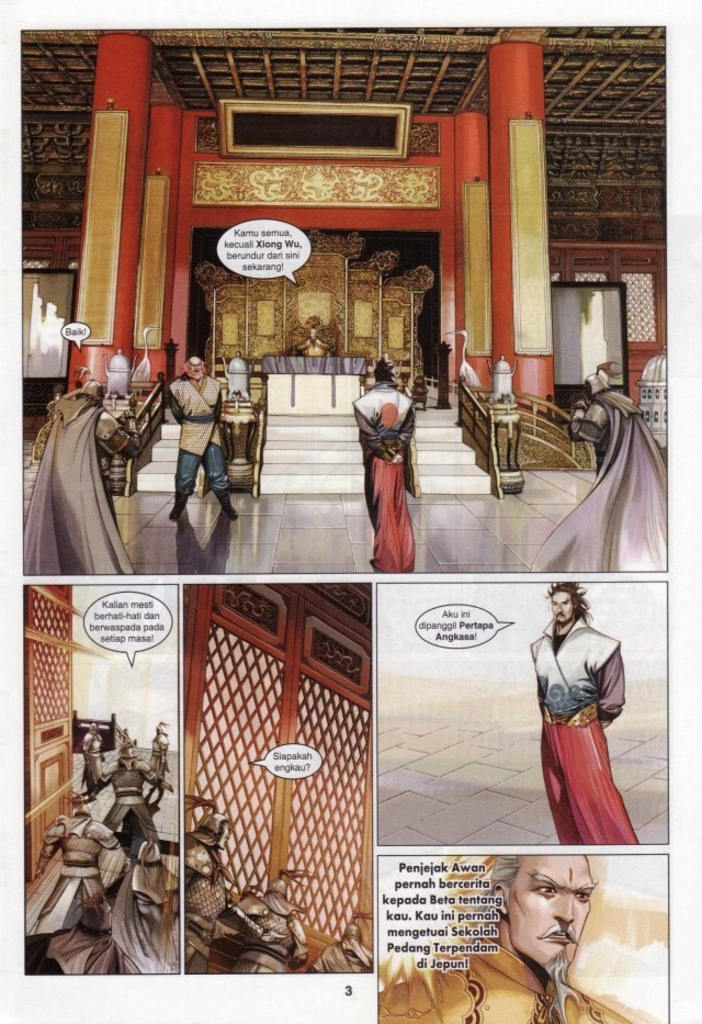 Kamu semua,
kecuali Xiong Wu,
berundur dari sini
sekarang!
Baik!
Kalian mesti
berhati-hati dan
berwaspada pada
setiap masa!
Siapakah
engkau?
Aku ini
dipanggil Pertapa
Angkasa!
Penjejak Awan
pernah bercerita
kepada Beta tentang
kau. Kau ini pernah
mengetuai Sekolah
Pedang Terpendam
di Jepun!
3